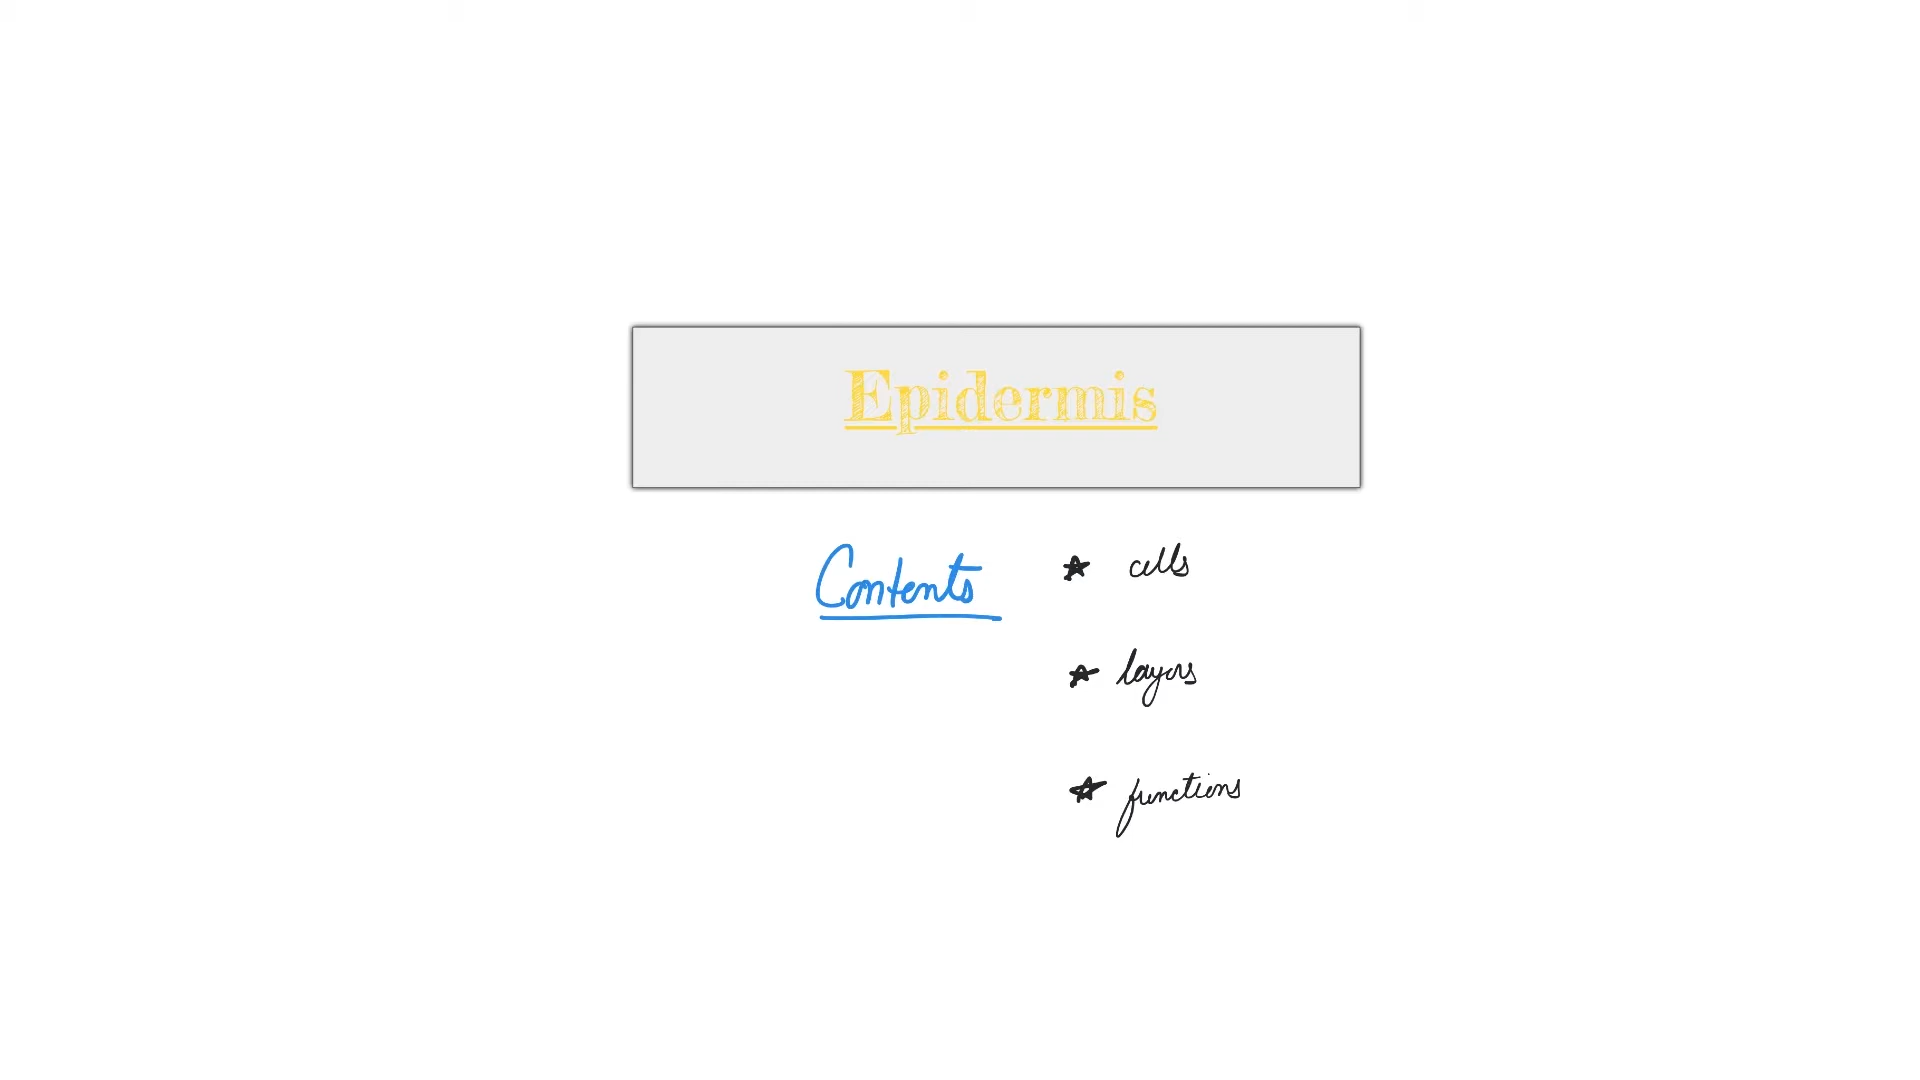 Epidermis
Contents
★ cells
★ layers
★ functions